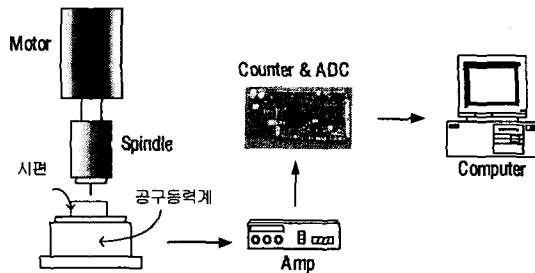 Motor
Counter & ADC
Spindle
시편
Computer
공구동력계
Amp